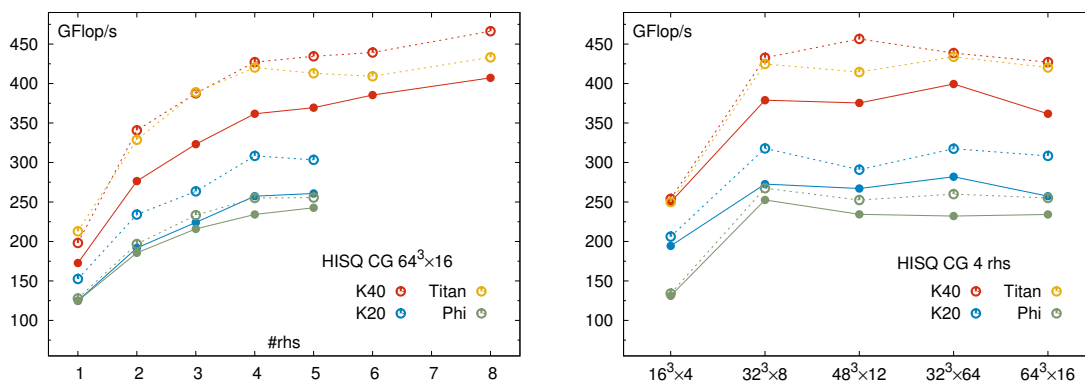 GFlop/s
450
400
350
300
250
200
150
100
HISQ CG 64³×16
K40 Titan
K20 Phi
#rhs
1 2 3 4 5 6 7 8
GFlop/s
450
400
350
300
250
200
150
100
HISQ CG 4 rhs
K40 Titan
K20 Phi
16³×4 32³×8 48³×12 32³×64 64³×16